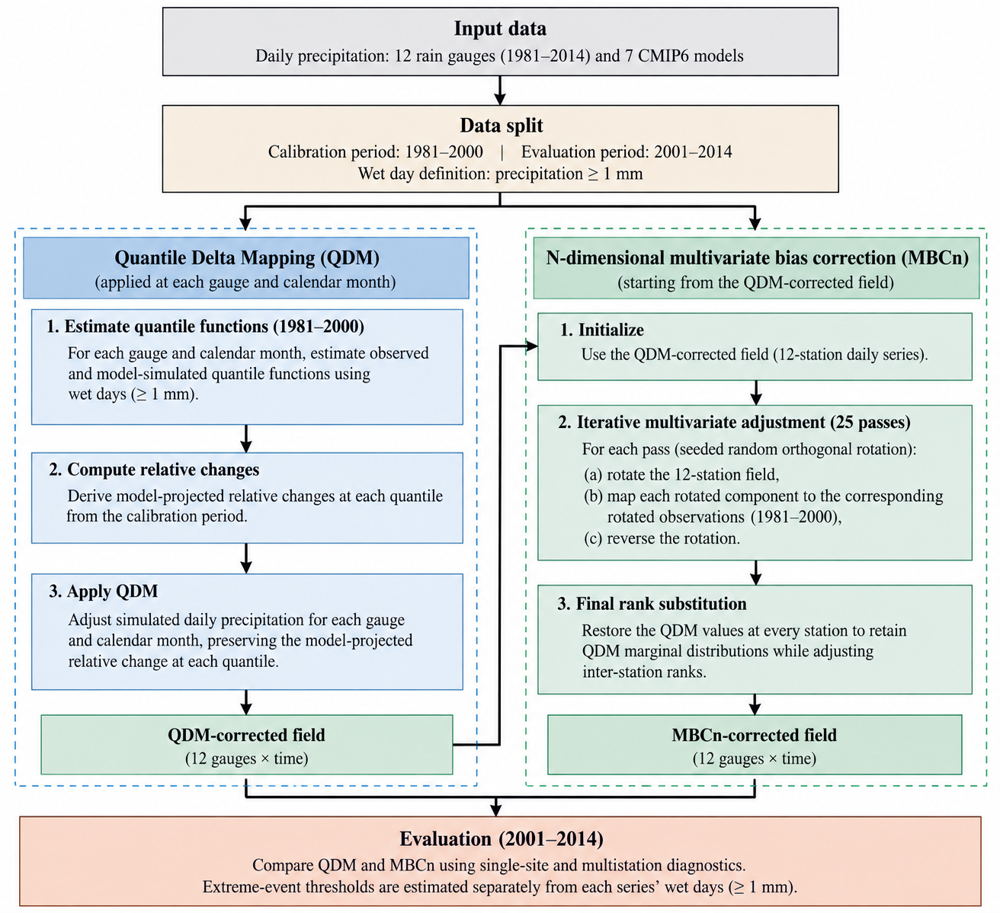 Input data
Daily precipitation: 12 rain gauges (1981–2014) and 7 CMIP6 models
Data split
Calibration period: 1981–2000 | Evaluation period: 2001–2014
Wet day definition: precipitation ≥ 1 mm
Quantile Delta Mapping (QDM)
(applied at each gauge and calendar month)
1. Estimate quantile functions (1981–2000)
For each gauge and calendar month, estimate observed
and model-simulated quantile functions using
wet days (≥ 1 mm).
2. Compute relative changes
Derive model-projected relative changes at each quantile
from the calibration period.
3. Apply QDM
Adjust simulated daily precipitation for each gauge
and calendar month, preserving the model-projected
relative change at each quantile.
QDM-corrected field
(12 gauges × time)
N-dimensional multivariate bias correction (MBCn)
(starting from the QDM-corrected field)
1. Initialize
Use the QDM-corrected field (12-station daily series).
2. Iterative multivariate adjustment (25 passes)
For each pass (seeded random orthogonal rotation):
(a) rotate the 12-station field,
(b) map each rotated component to the corresponding
rotated observations (1981–2000),
(c) reverse the rotation.
3. Final rank substitution
Restore the QDM values at every station to retain
QDM marginal distributions while adjusting
inter-station ranks.
MBCn-corrected field
(12 gauges × time)
Evaluation (2001–2014)
Compare QDM and MBCn using single-site and multistation diagnostics.
Extreme-event thresholds are estimated separately from each series’ wet days (≥ 1 mm).